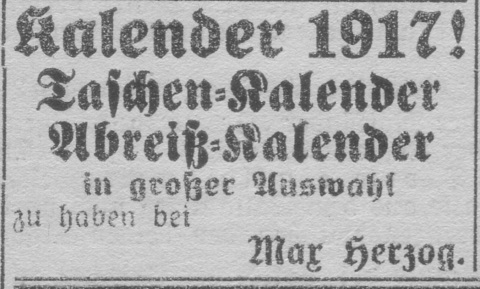 Kalender 1917!
Taschen-Kalender
Abreiß-Kalender
in großer Auswahl
zu haben bei
Max Herzog.